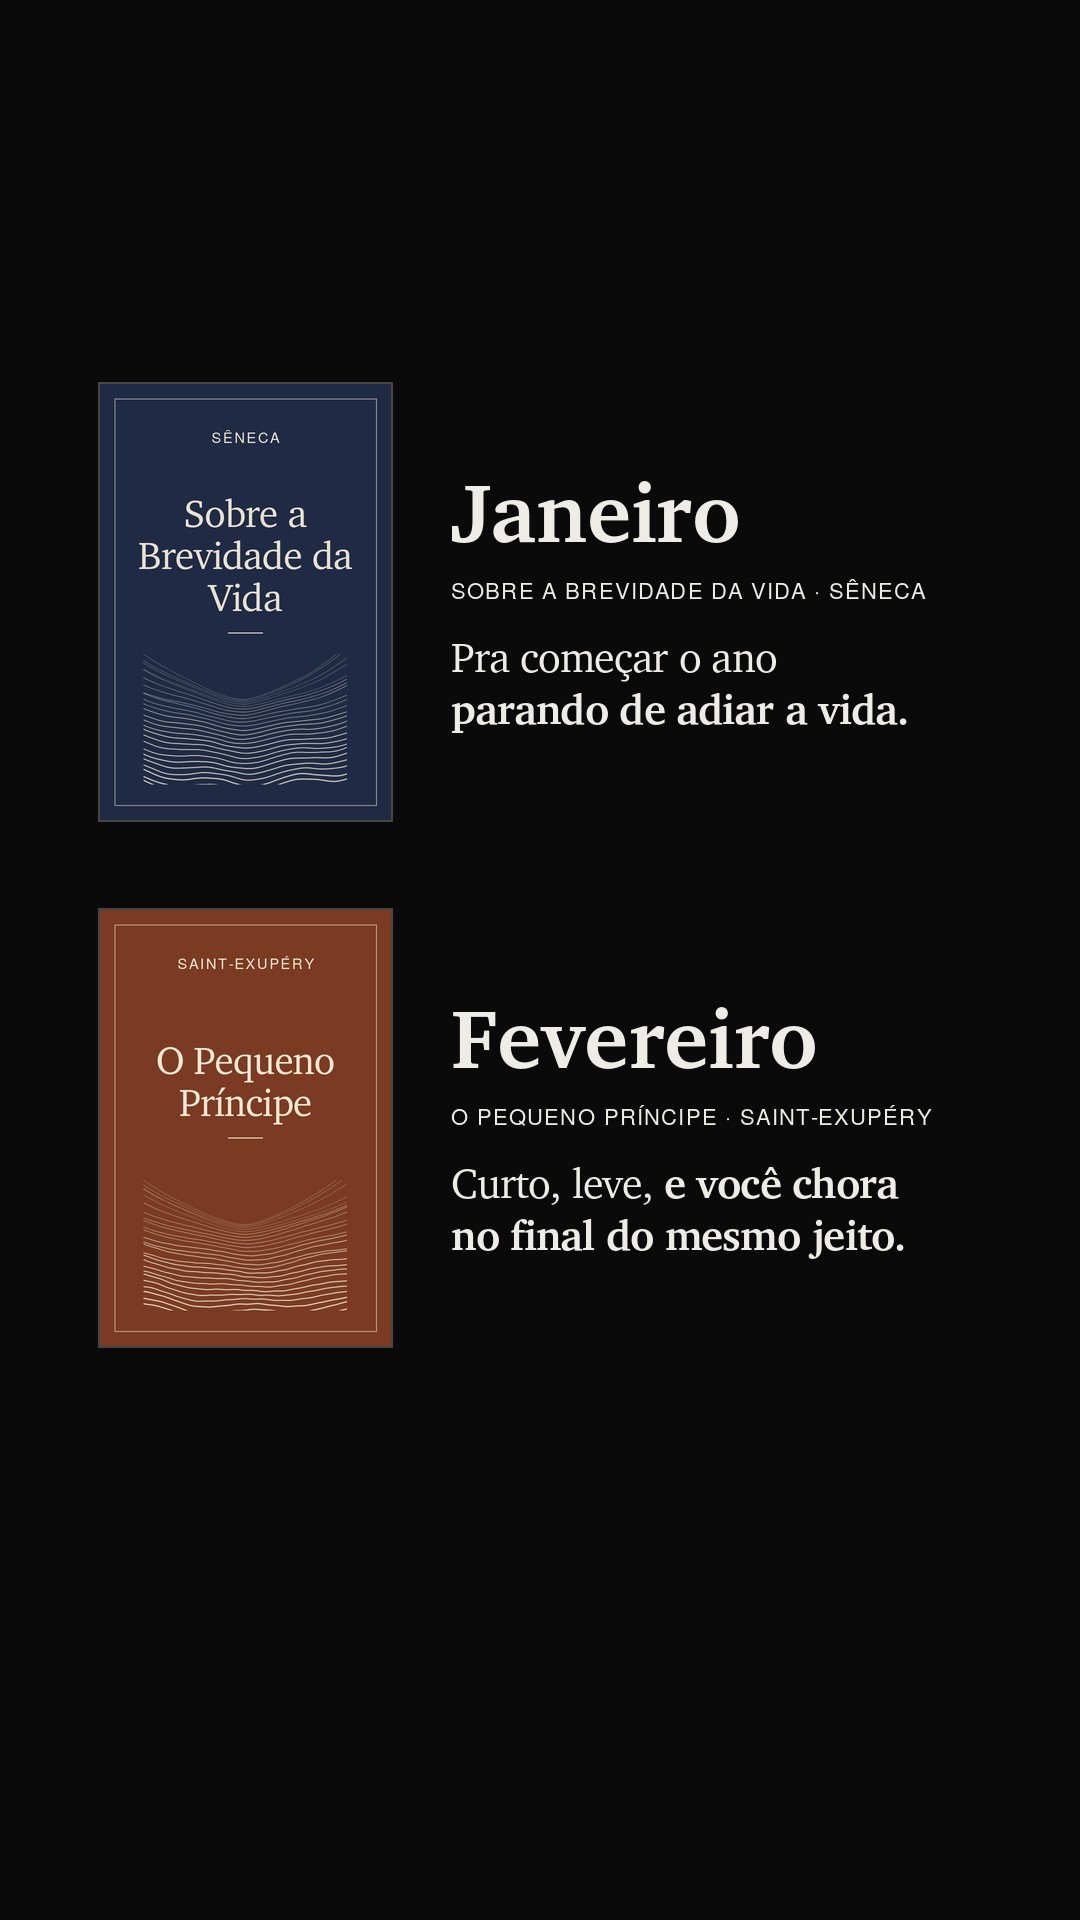 SÊNECA
Sobre a
Brevidade da
Vida
Janeiro
SOBRE A BREVIDADE DA VIDA · SÊNECA
Pra começar o ano
parando de adiar a vida.
SAINT-EXUPÉRY
O Pequeno
Príncipe
Fevereiro
O PEQUENO PRÍNCIPE · SAINT-EXUPÉRY
Curto, leve, e você chora
no final do mesmo jeito.